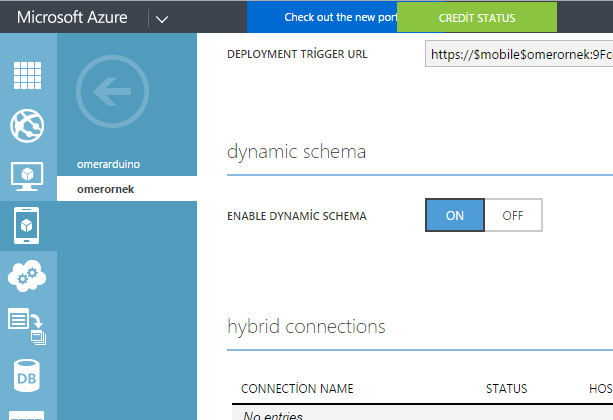 Microsoft Azure
Check out the new port
CREDİT STATUS
DEPLOYMENT TRİGGER URL
https://$mobile$omerornek:9Fc
omerarduino
omerornek
dynamic schema
ENABLE DYNAMİC SCHEMA
ON
OFF
hybrid connections
CONNECTİON NAME
STATUS
HOS
No entries
DB